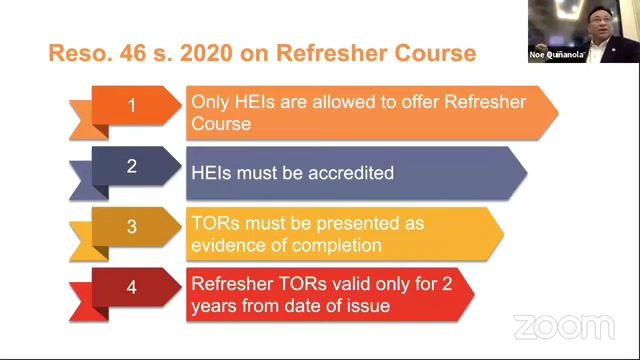 Noe Quiñanola
Reso. 46 s. 2020 on Refresher Course
1
Only HEIs are allowed to offer Refresher
Course
2
HEIs must be accredited
3
TORs must be presented as
evidence of completion
4
Refresher TORs valid only for 2
years from date of issue
zoom